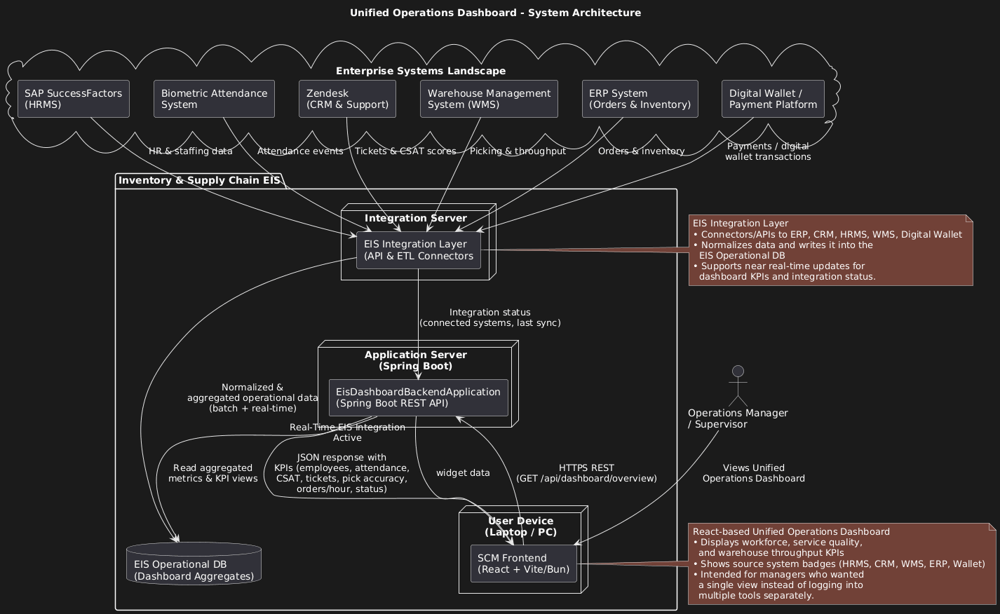 Unified Operations Dashboard - System Architecture
Enterprise Systems Landscape
SAP SuccessFactors
(HRMS)
Biometric Attendance
System
Zendesk
(CRM & Support)
Warehouse Management
System (WMS)
ERP System
(Orders & Inventory)
Digital Wallet /
Payment Platform
HR & staffing data
Attendance events
Tickets & CSAT scores
Picking & throughput
Orders & inventory
Payments / digital
wallet transactions
Inventory & Supply Chain EIS
Integration Server
EIS Integration Layer
(API & ETL Connectors
EIS Integration Layer
• Connectors/APIs to ERP, CRM, HRMS, WMS, Digital Wallet
• Normalizes data and writes it into the
EIS Operational DB
• Supports near real-time updates for
dashboard KPIs and integration status.
Integration status
(connected systems, last sync)
Application Server
(Spring Boot)
EisDashboardBackendApplication
(Spring Boot REST API)
Normalized &
aggregated operational data
(batch + real-time)
Operations Manager
/ Supervisor
Real-Time EIS Integration
Active
Read aggregated
metrics & KPI views
JSON response with
KPIs (employees, attendance,
CSAT, tickets, pick accuracy,
orders/hour, status)
widget data
HTTPS REST
(GET /api/dashboard/overview)
Views Unified
Operations Dashboard
User Device
(Laptop / PC)
SCM Frontend
(React + Vite/Bun)
EIS Operational DB
(Dashboard Aggregates)
React-based Unified Operations Dashboard
• Displays workforce, service quality,
and warehouse throughput KPIs
• Shows source system badges (HRMS, CRM, WMS, ERP, Wallet)
• Intended for managers who wanted
a single view instead of logging into
multiple tools separately.